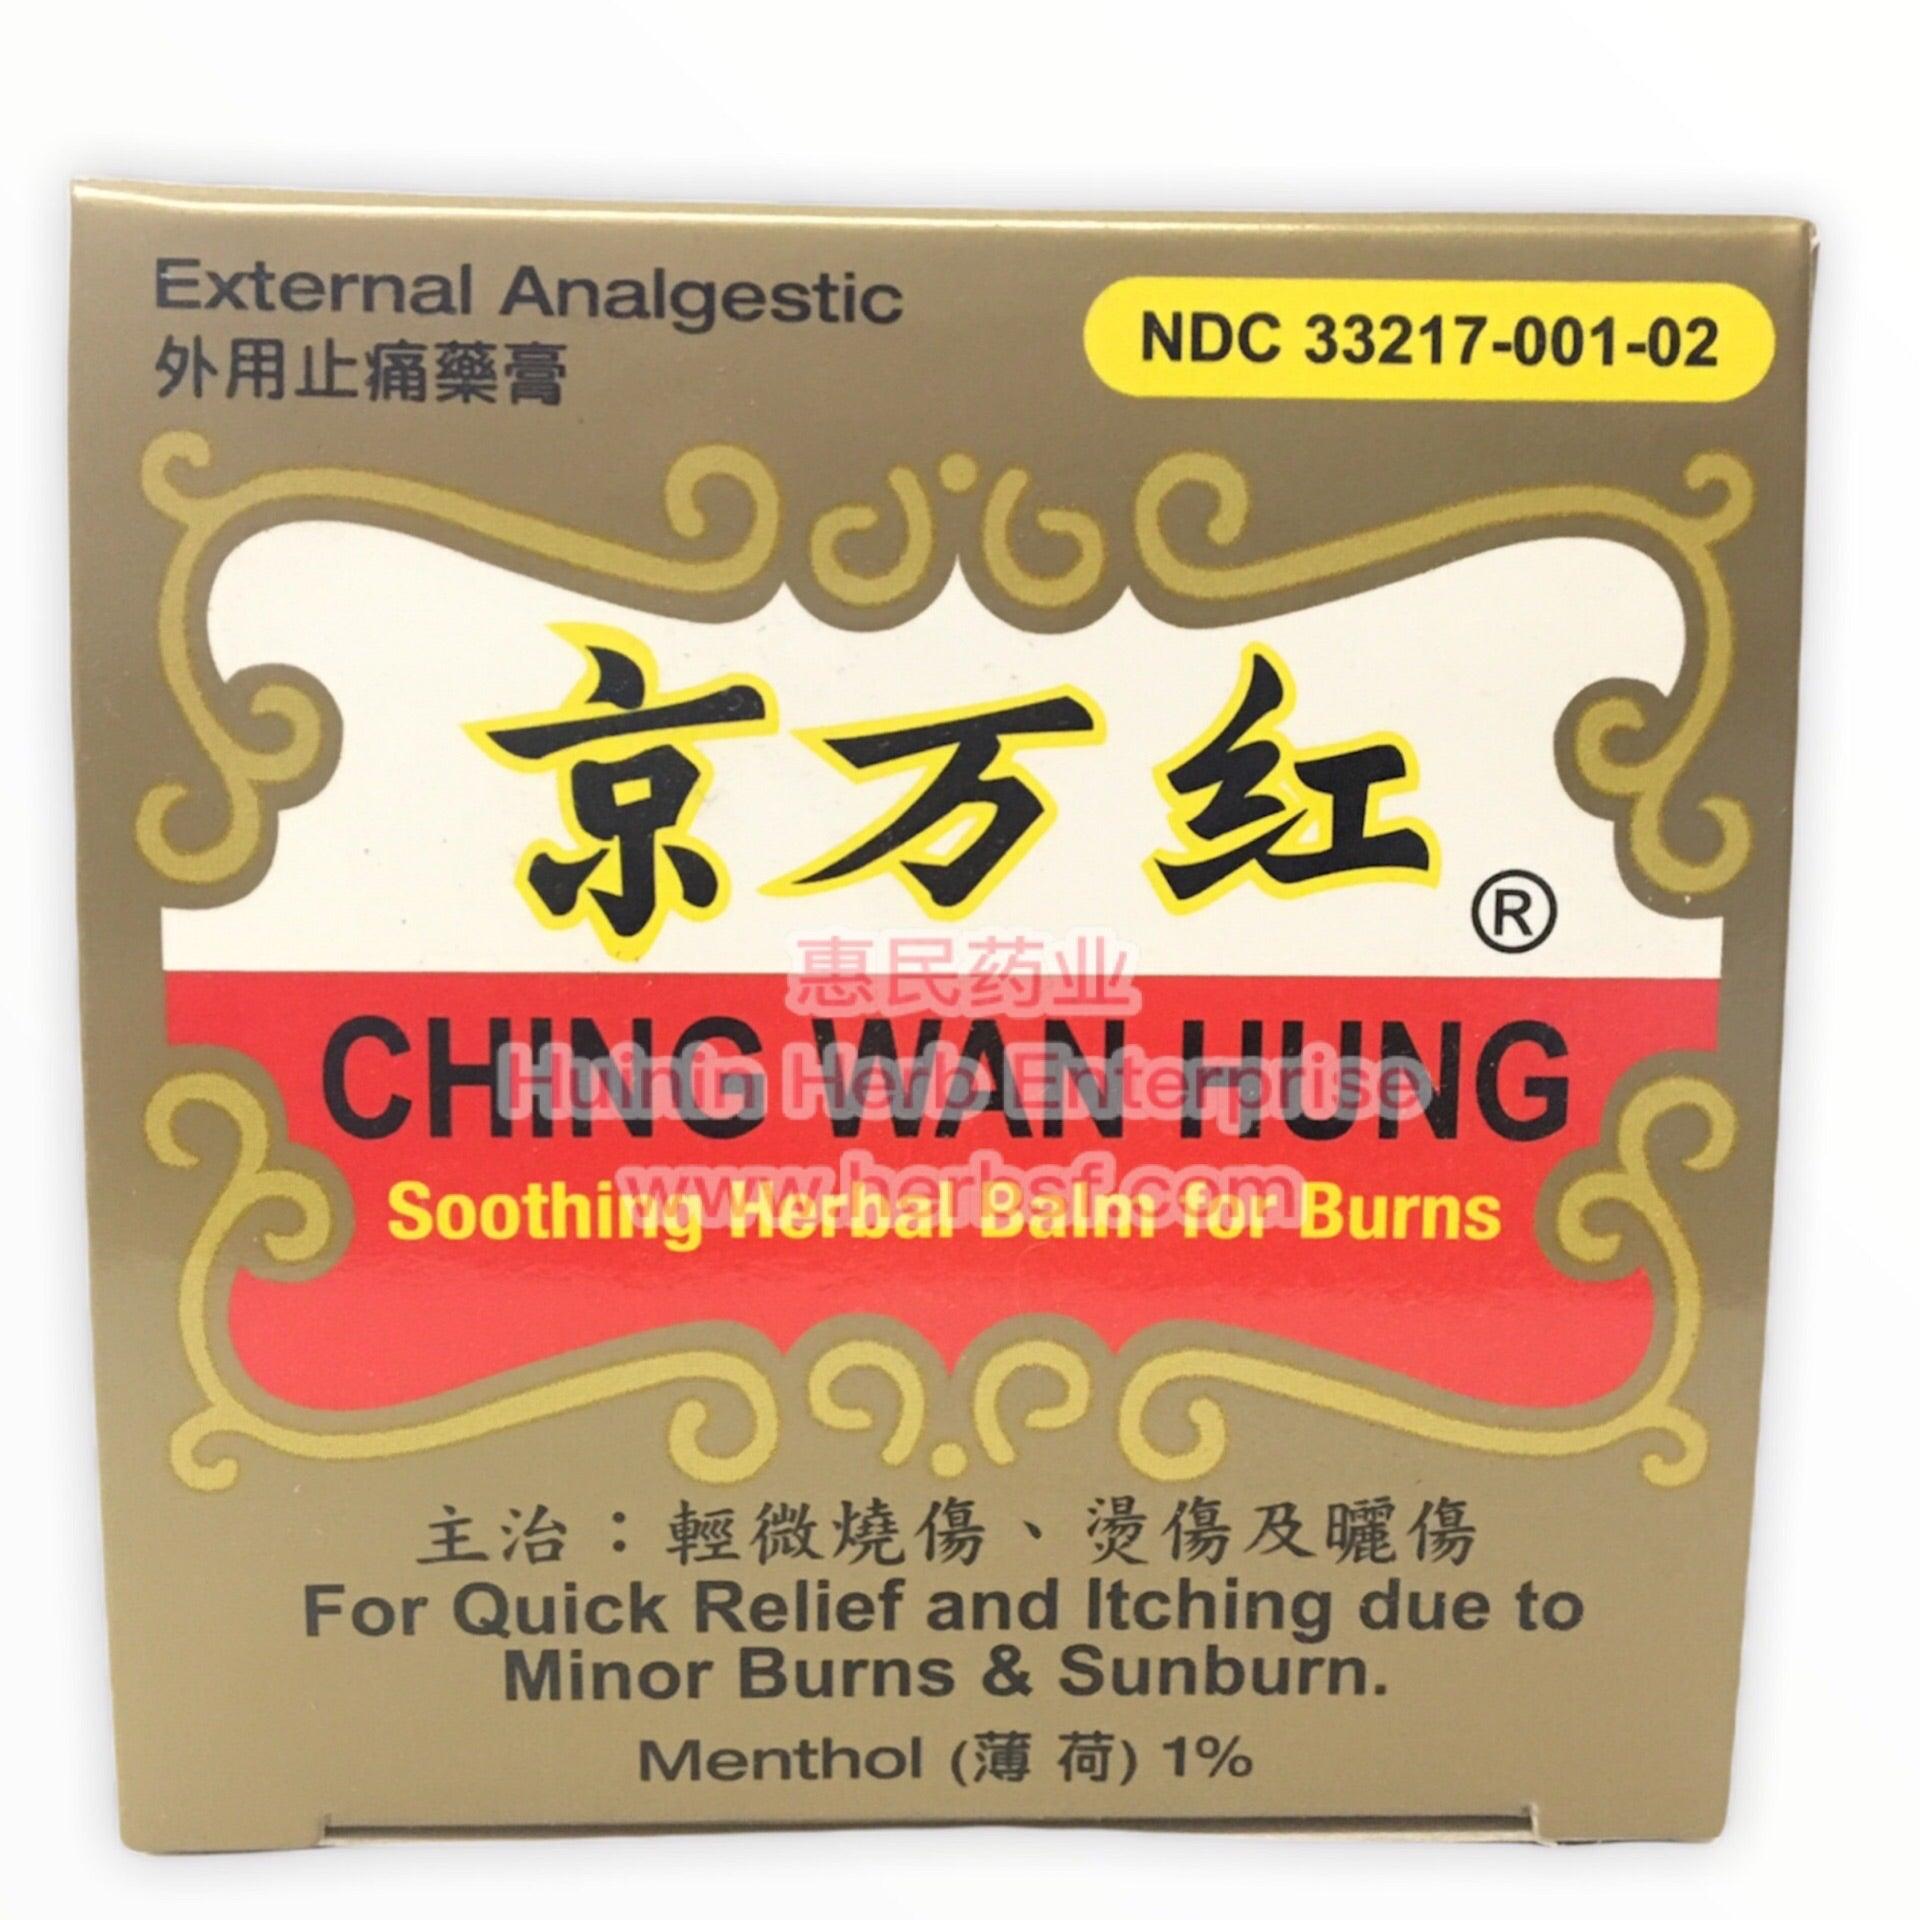 External Analgestic
外用止痛藥膏
NDC 33217-001-02
京万红
®
惠民药业
CHING WAN HUNG
Huimin Herb Enterprise
www.herbsf.com
Soothing Herbal Balm for Burns
主治：輕微燒傷、燙傷及曬傷
For Quick Relief and Itching due to
Minor Burns & Sunburn.
Menthol (薄荷) 1%